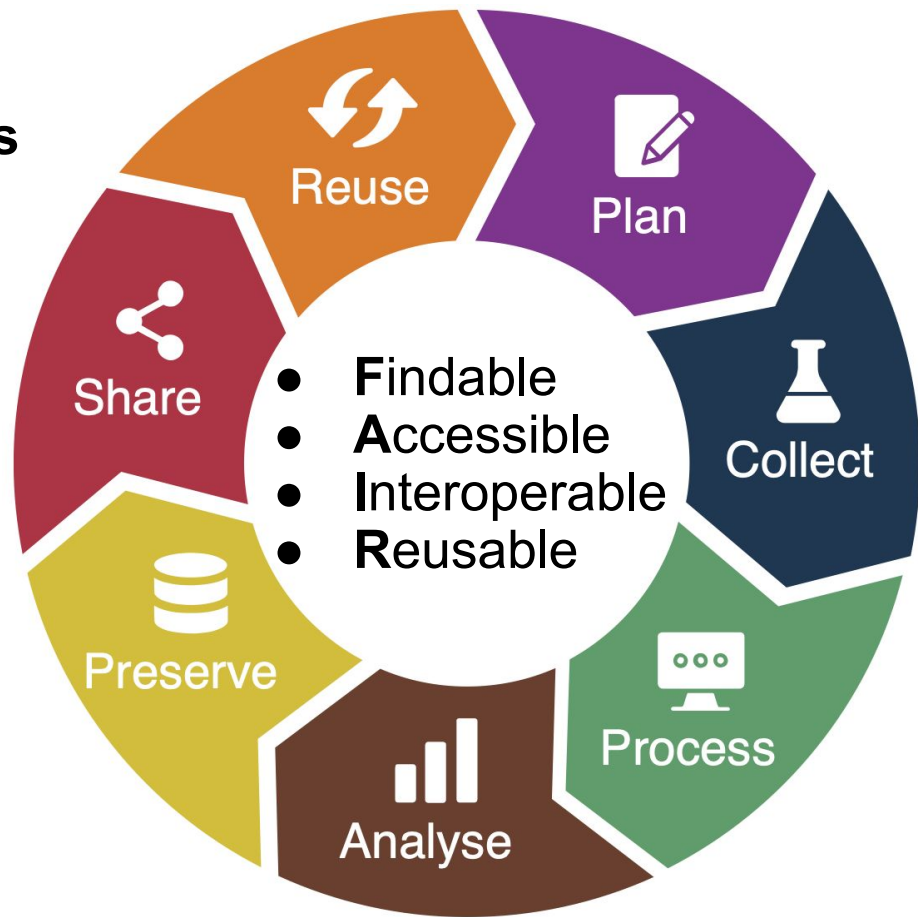 s
Reuse
Plan
Share
Collect
Preserve
Process
Analyse
● Findable
● Accessible
● Interoperable
● Reusable